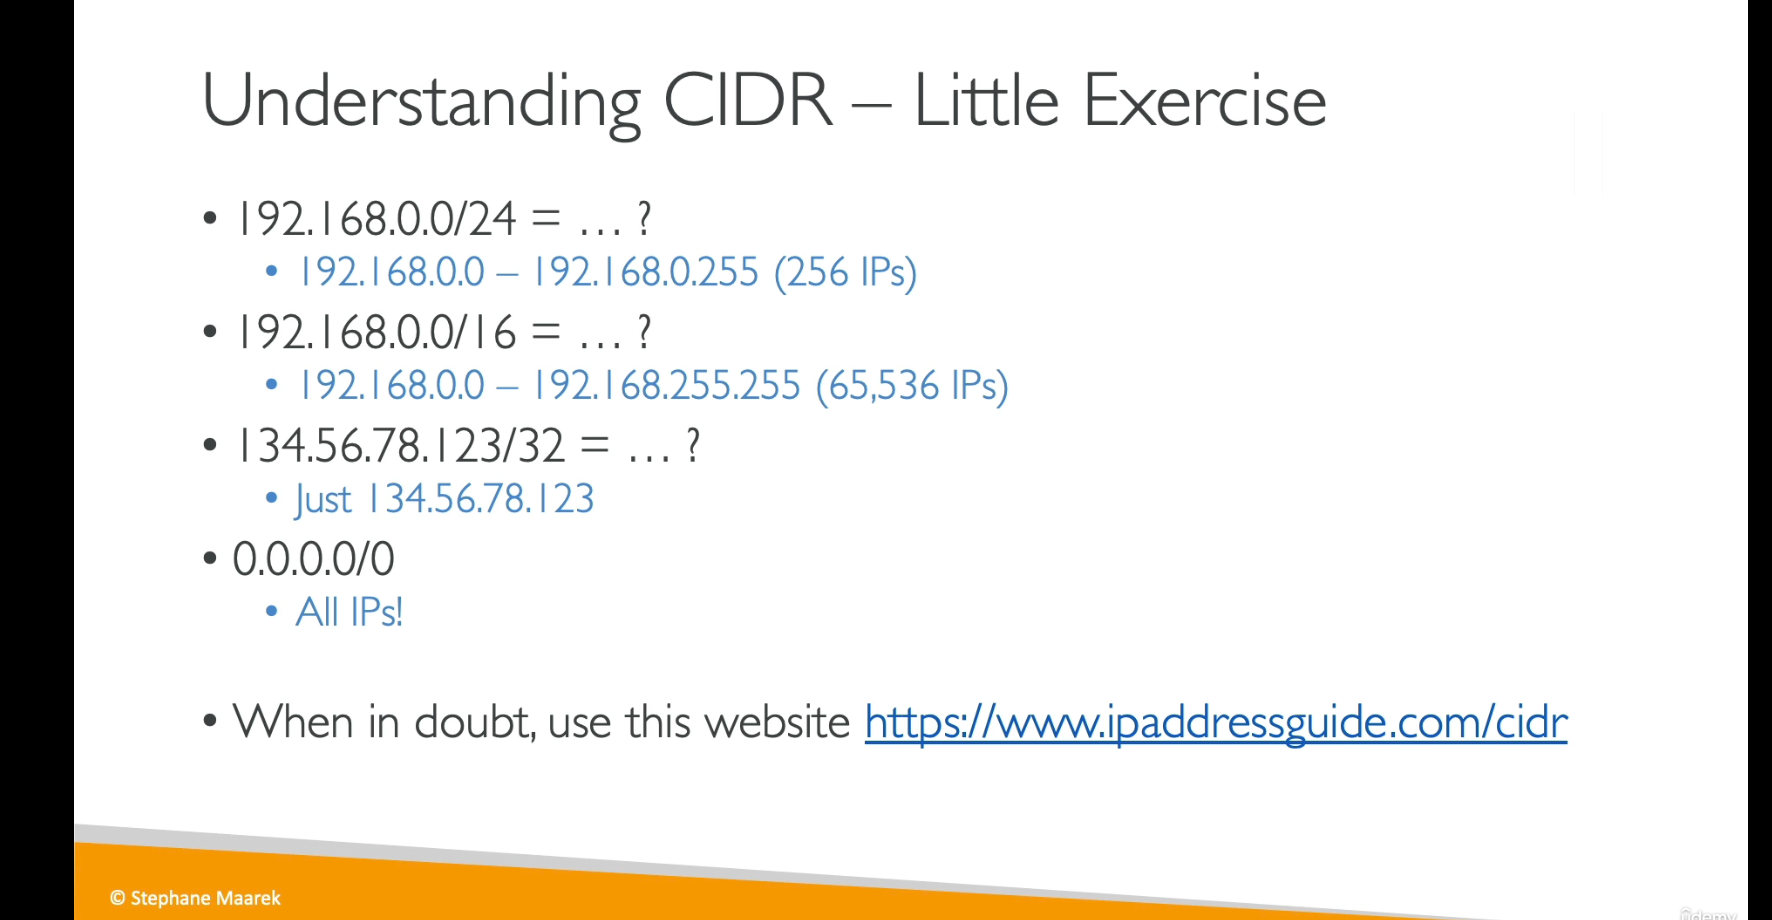 Understanding CIDR – Little Exercise
• 192.168.0.0/24 = … ?
• 192.168.0.0 – 192.168.0.255 (256 IPs)
• 192.168.0.0/16 = … ?
• 192.168.0.0 – 192.168.255.255 (65,536 IPs)
• 134.56.78.123/32 = … ?
• Just 134.56.78.123
• 0.0.0.0/0
• All IPs!
• When in doubt, use this website https://www.ipaddressguide.com/cidr
© Stephane Maarek
ûdemy